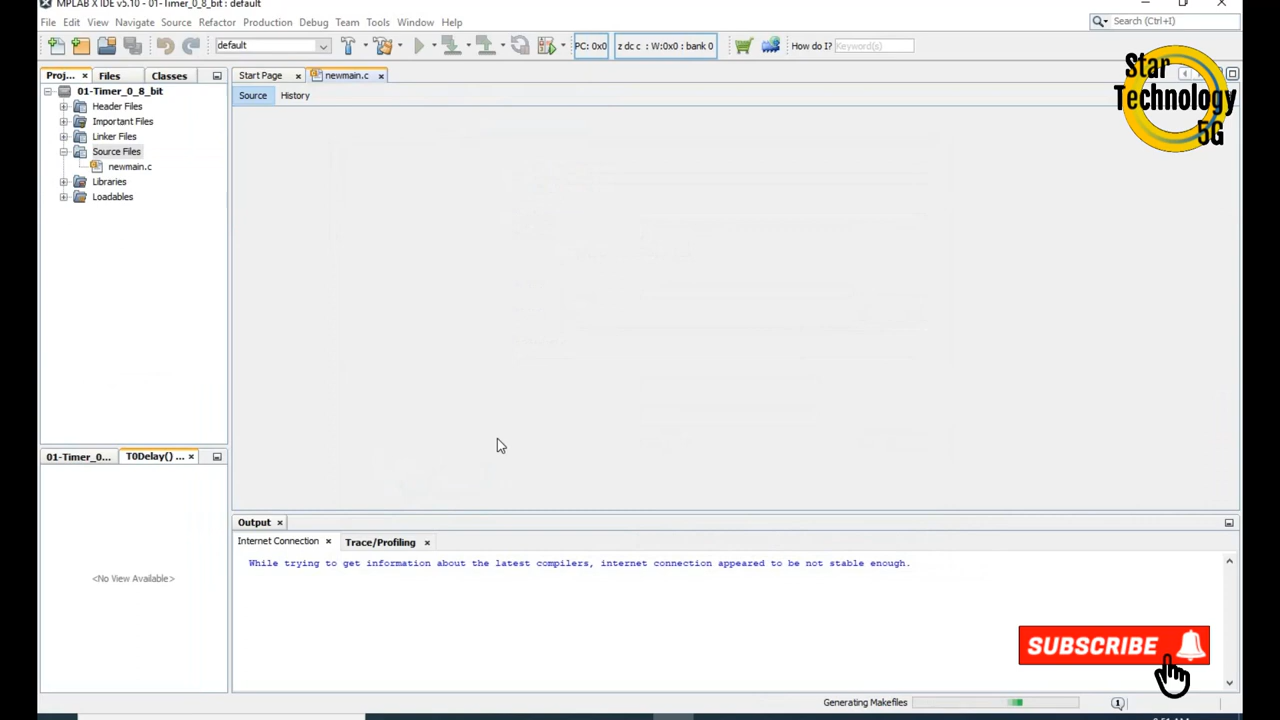 MPLAB X IDE v5.10 - 01-Timer_0_8_bit : default
File Edit View Navigate Source Refactor Production Debug Team Tools Window Help
Search (Ctrl+I)
default
PC: 0x0
z dc c : W:0x0 : bank 0
How do I? Keyword(s)
Proj... × Files Classes
Start Page × newmain.c ×
Source History
01-Timer_0_8_bit
Header Files
Important Files
Linker Files
Source Files
newmain.c
Libraries
Loadables
Star
Technology
5G
01-Timer_0... T0Delay() ... ×
<No View Available>
Output ×
Internet Connection × Trace/Profiling ×
While trying to get information about the latest compilers, internet connection appeared to be not stable enough.
SUBSCRIBE
Generating Makefiles
1